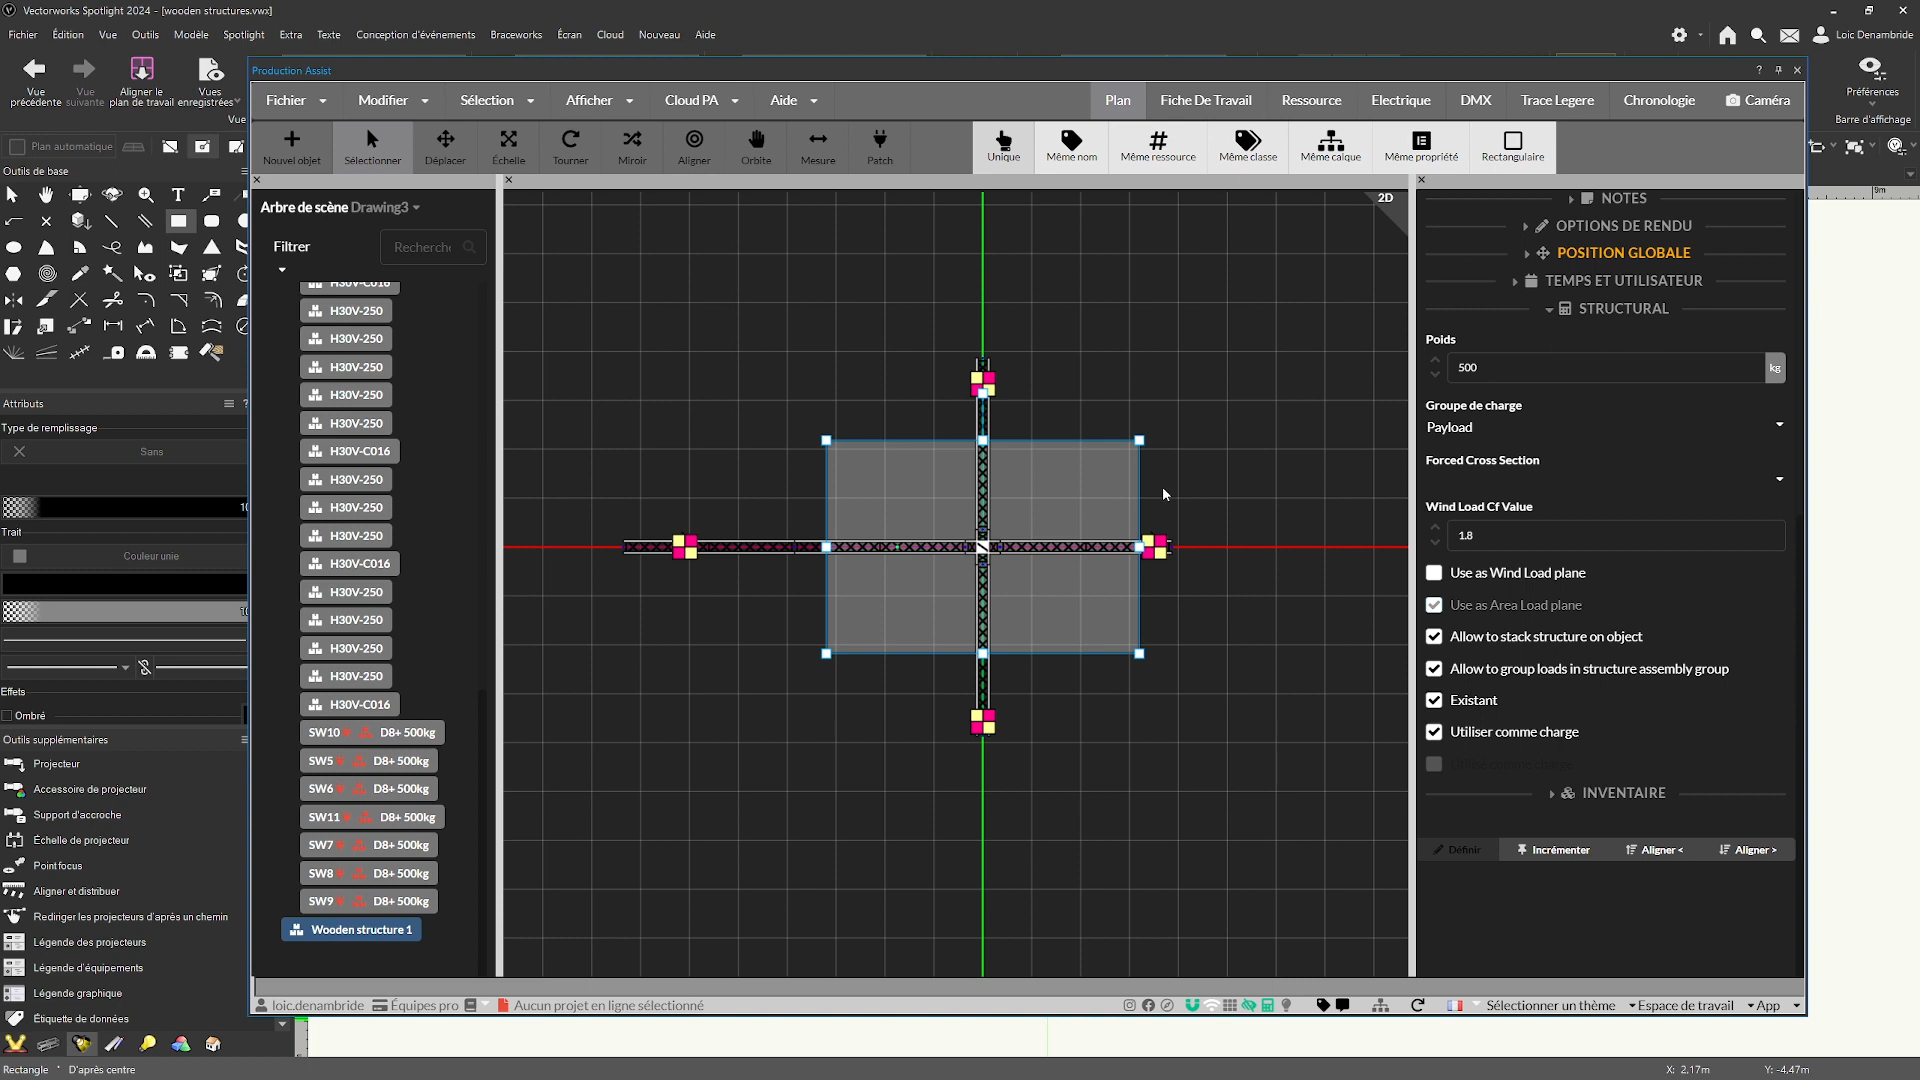 Vectorworks Spotlight 2024 - [wooden structures.vwx]
Fichier Édition Vue Outils Modèle Spotlight Extra Texte Conception d'événements Braceworks Écran Cloud Nouveau Aide
Loic Denambride
Vue précédente
Vue suivante
Aligner le plan de travail
Vues enregistrées
Vue
Préférences
Barre d'affichage
Plan automatique
Outils de base
Attributs
Type de remplissage
Sans
Trait
Couleur unie
Effets
Ombré
Outils supplémentaires
Projecteur
Accessoire de projecteur
Support d'accroche
Échelle de projecteur
Point focus
Aligner et distribuer
Rediriger les projecteurs d'après un chemin
Légende des projecteurs
Légende d'équipements
Légende graphique
Étiquette de données
Production Assist
Fichier Modifier Sélection Afficher Cloud PA Aide
Plan Fiche De Travail Ressource Electrique DMX Trace Legere Chronologie Caméra
Nouvel objet Sélectionner Déplacer Échelle Tourner Miroir Aligner Orbite Mesure Patch
Unique Même nom Même ressource Même classe Même calque Même propriété Rectangulaire
Arbre de scène Drawing3
Filtrer
H30V-C016
H30V-250
H30V-250
H30V-250
H30V-250
H30V-250
H30V-C016
H30V-250
H30V-250
H30V-250
H30V-C016
H30V-250
H30V-250
H30V-250
H30V-250
H30V-C016
SW10 D8+ 500kg
SW5 D8+ 500kg
SW6 D8+ 500kg
SW11 D8+ 500kg
SW7 D8+ 500kg
SW8 D8+ 500kg
SW9 D8+ 500kg
Wooden structure 1
2D
9m
NOTES
OPTIONS DE RENDU
POSITION GLOBALE
TEMPS ET UTILISATEUR
STRUCTURAL
Poids
500 kg
Groupe de charge
Payload
Forced Cross Section
Wind Load Cf Value
1.8
Use as Wind Load plane
Use as Area Load plane
Allow to stack structure on object
Allow to group loads in structure assembly group
Existant
Utiliser comme charge
INVENTAIRE
Définir Incrémenter Aligner < Aligner >
loic.denambride Équipes pro Aucun projet en ligne sélectionné
Sélectionner un thème Espace de travail App
Rectangle D'après centre
X: 2,17m Y: -4,47m